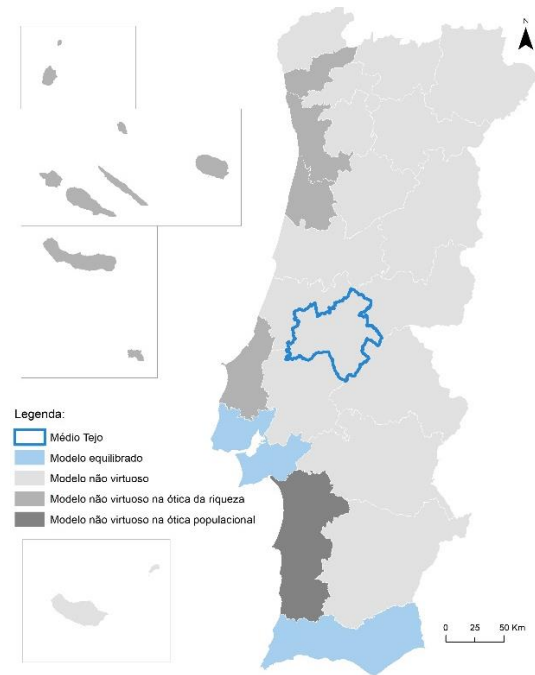 N
Legenda:
Médio Tejo
Modelo equilibrado
Modelo não virtuoso
Modelo não virtuoso na ótica da riqueza
Modelo não virtuoso na ótica populacional
0 25 50 Km